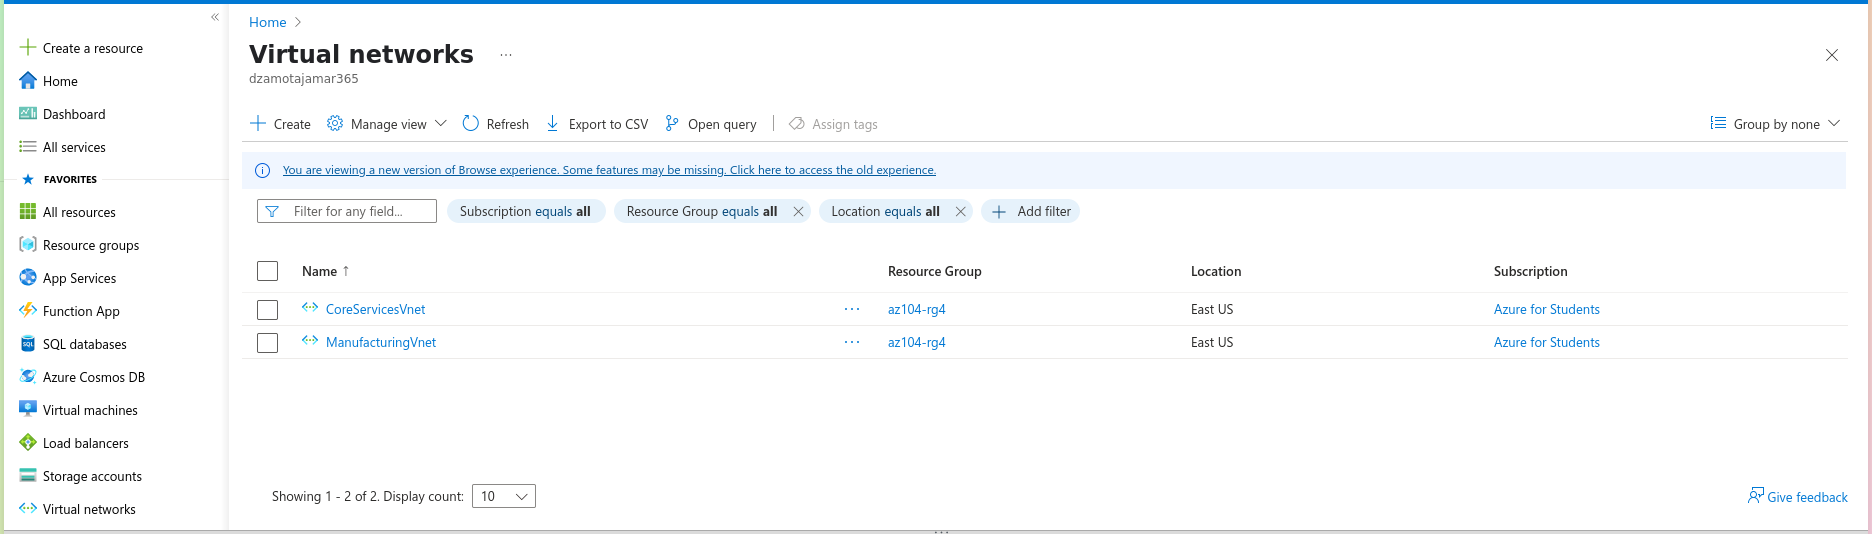 Create a resource
Home
Dashboard
All services
FAVORITES
All resources
Resource groups
App Services
Function App
SQL databases
Azure Cosmos DB
Virtual machines
Load balancers
Storage accounts
Virtual networks
Home
Virtual networks
dzamotajamar365
Create Manage view Refresh Export to CSV Open query Assign tags Group by none
You are viewing a new version of Browse experience. Some features may be missing. Click here to access the old experience.
Filter for any field... Subscription equals all Resource Group equals all Location equals all Add filter
Name ↑ Resource Group Location Subscription
CoreServicesVnet az104-rg4 East US Azure for Students
ManufacturingVnet az104-rg4 East US Azure for Students
Showing 1 - 2 of 2. Display count: 10
Give feedback